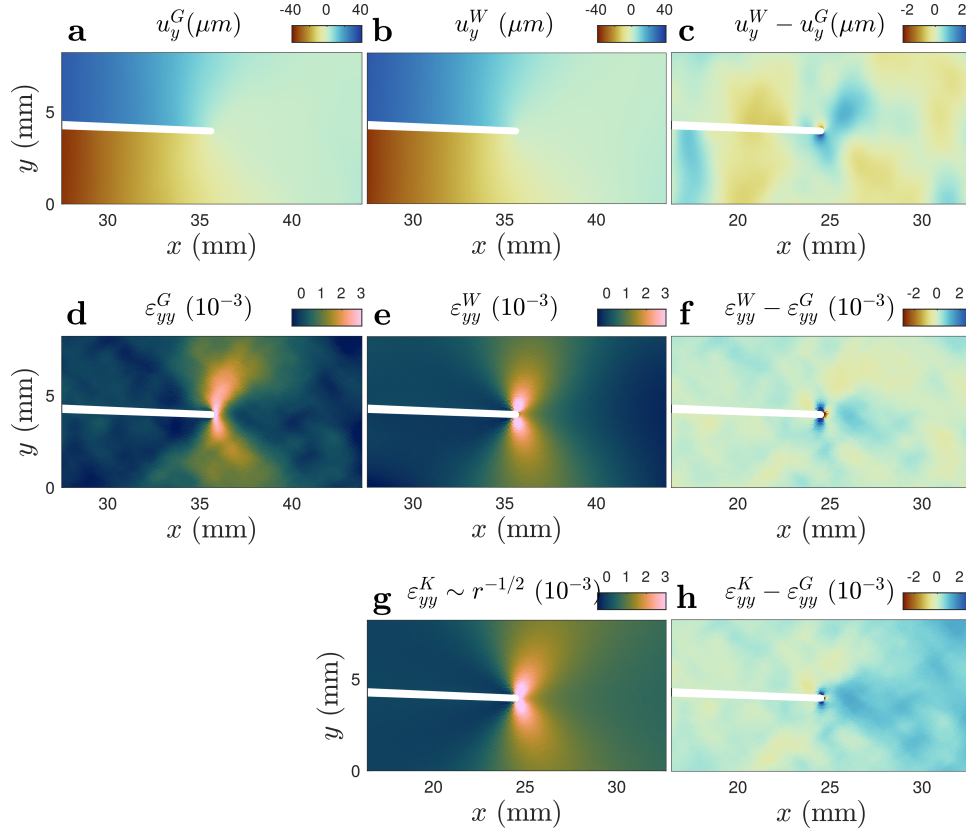 a u_y^G(μm) -40 0 40
b u_y^W (μm) -40 0 40
c u_y^W − u_y^G(μm) -2 0 2
y (mm) 5 0
30 35 40
x (mm)
30 35 40
x (mm)
20 25 30
x (mm)
d ε_yy^G (10^−3) 0 1 2 3
e ε_yy^W (10^−3) 0 1 2 3
f ε_yy^W − ε_yy^G (10^−3) -2 0 2
y (mm) 5 0
30 35 40
x (mm)
30 35 40
x (mm)
20 25 30
x (mm)
g ε_yy^K ∼ r^−1/2 (10^−3) 0 1 2 3
h ε_yy^K − ε_yy^G (10^−3) -2 0 2
y (mm) 5 0
20 25 30
x (mm)
20 25 30
x (mm)